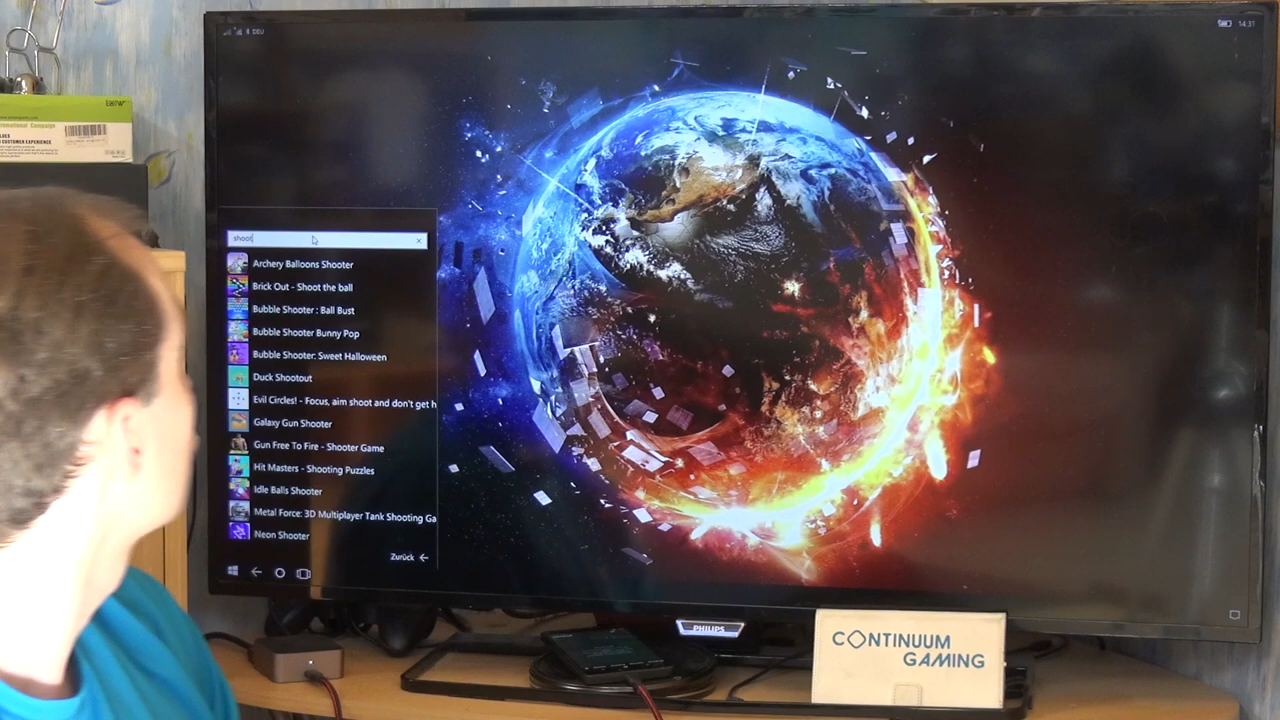 DEU
14:31
shoot
Archery Balloons Shooter
Brick Out - Shoot the ball
Bubble Shooter : Ball Bust
Bubble Shooter Bunny Pop
Bubble Shooter: Sweet Halloween
Duck Shootout
Evil Circles! - Focus, aim shoot and don't get h
Galaxy Gun Shooter
Gun Free To Fire - Shooter Game
Hit Masters - Shooting Puzzles
Idle Balls Shooter
Metal Force: 3D Multiplayer Tank Shooting Ga
Neon Shooter
Zurück
PHILIPS
CONTINUUM
GAMING
CUSTOMER EXPERIENCE